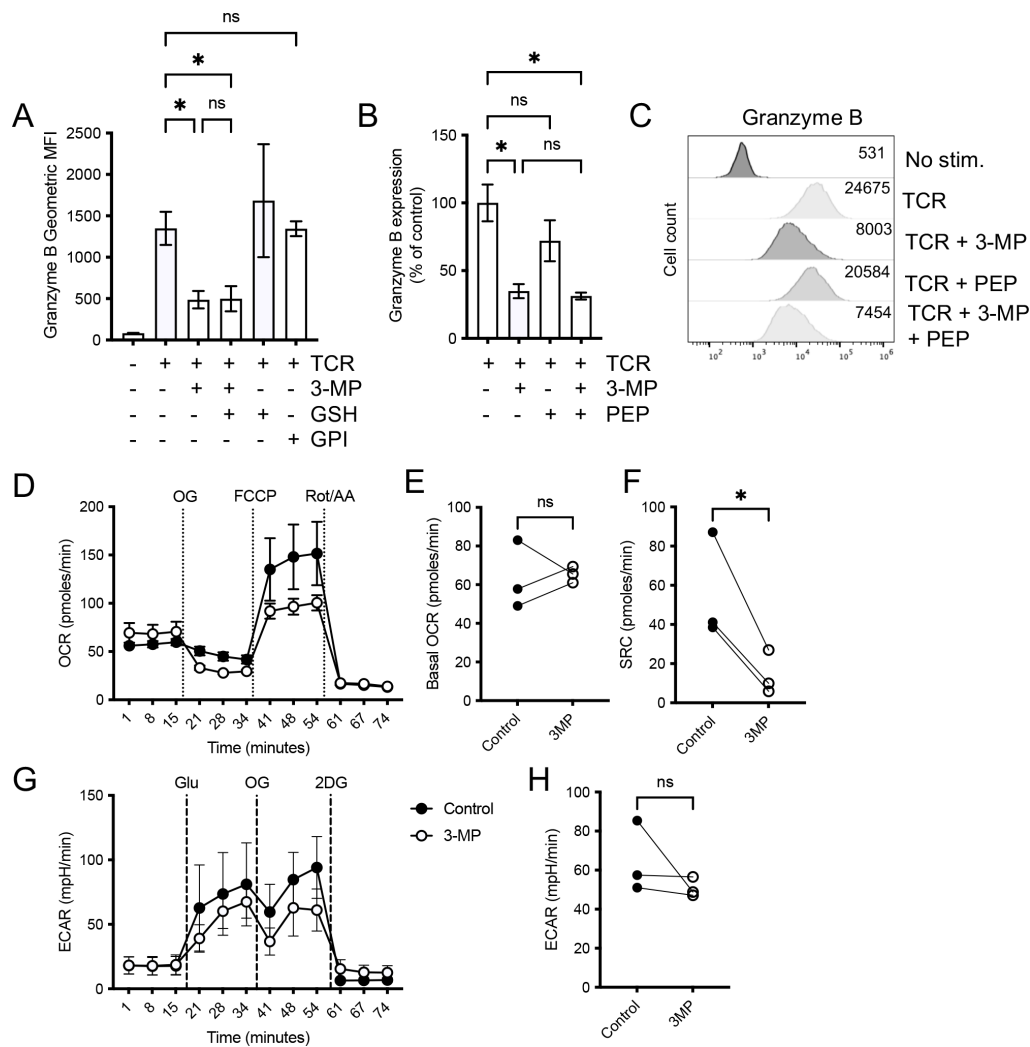 ns
*
* ns
A
Granzyme B Geometric MFI
2500
2000
1500
1000
500
0
- + + + + + TCR
- - + + - - 3-MP
- - - + + - GSH
- - - - - + GPI
*
ns
* ns
B
Granzyme B expression
(% of control)
150
100
50
0
+ + + + TCR
- + - + 3-MP
- - + + PEP
C
Granzyme B
Cell count
531 No stim.
24675 TCR
8003 TCR + 3-MP
20584 TCR + PEP
7454 TCR + 3-MP
+ PEP
10² 10³ 10⁴ 10⁵ 10⁶
D
OG FCCP Rot/AA
OCR (pmoles/min)
200
150
100
50
0
1 8 15 21 28 34 41 48 54 61 67 74
Time (minutes)
E
ns
Basal OCR (pmoles/min)
100
80
60
40
20
0
Control 3MP
F
*
SRC (pmoles/min)
100
80
60
40
20
0
Control 3MP
G
Glu OG 2DG
ECAR (mpH/min)
150
100
50
0
1 8 15 21 28 34 41 48 54 61 67 74
Time (minutes)
Control
3-MP
H
ns
ECAR (mpH/min)
100
80
60
40
20
0
Control 3MP